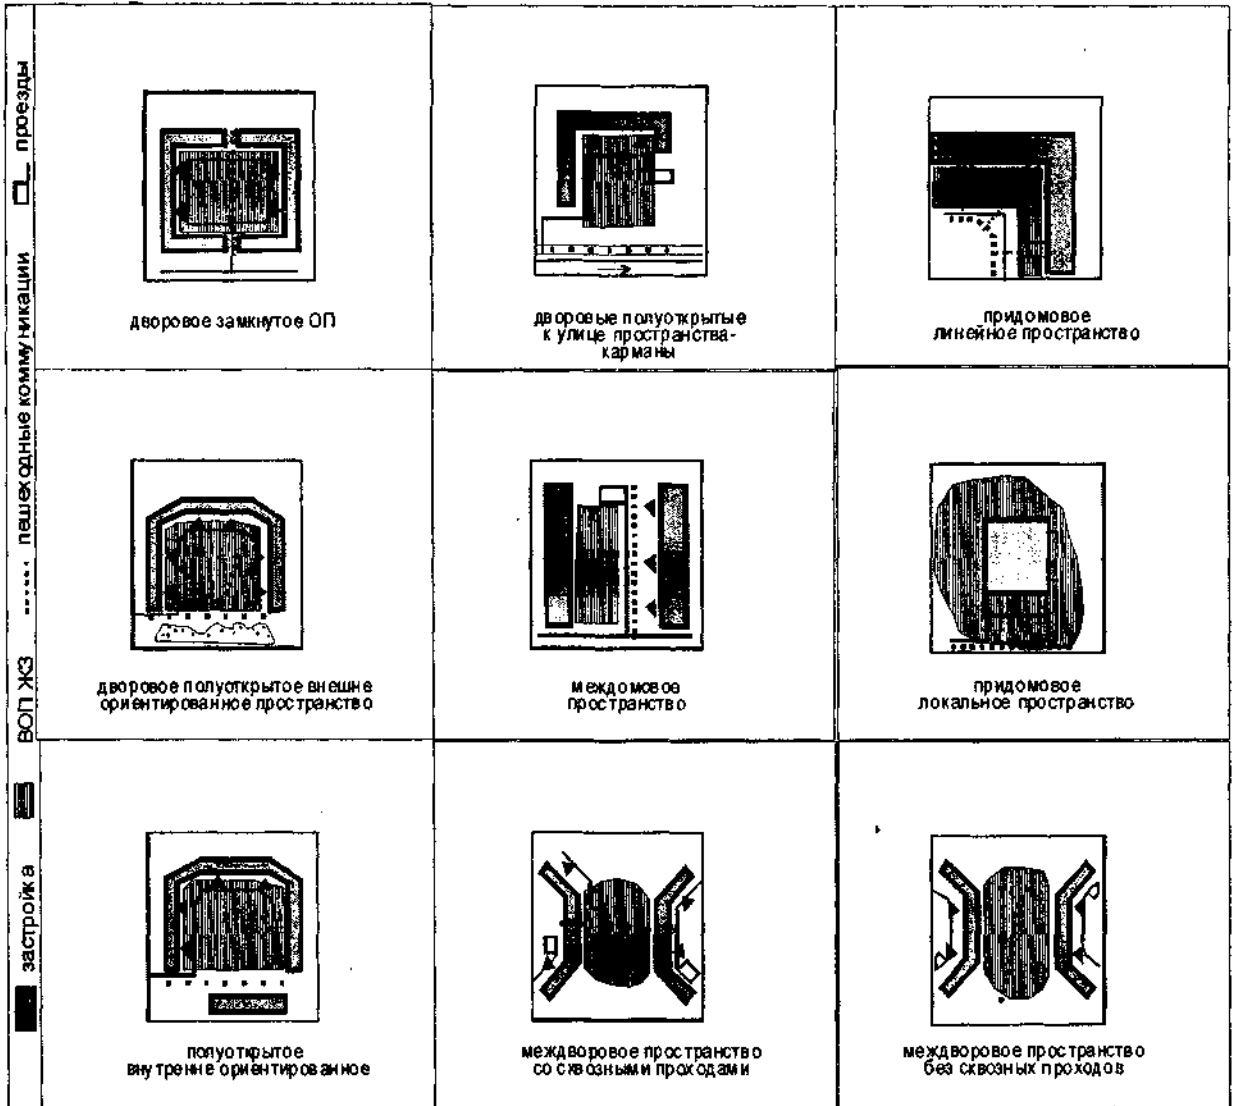 проезды
пешеходные коммуникации
ВОП ЖЗ
застройка
дворовое замкнутое ОП
дворовые полуоткрытые
к улице пространства-
карманы
придомовое
линейное пространство
дворовое полуоткрытое внешне
ориентированное пространство
междомовое
пространство
придомовое
локальное пространство
полуоткрытое
внутренне ориентированное
междворовое пространство
со сквозными проходами
междворовое пространство
без сквозных проходов